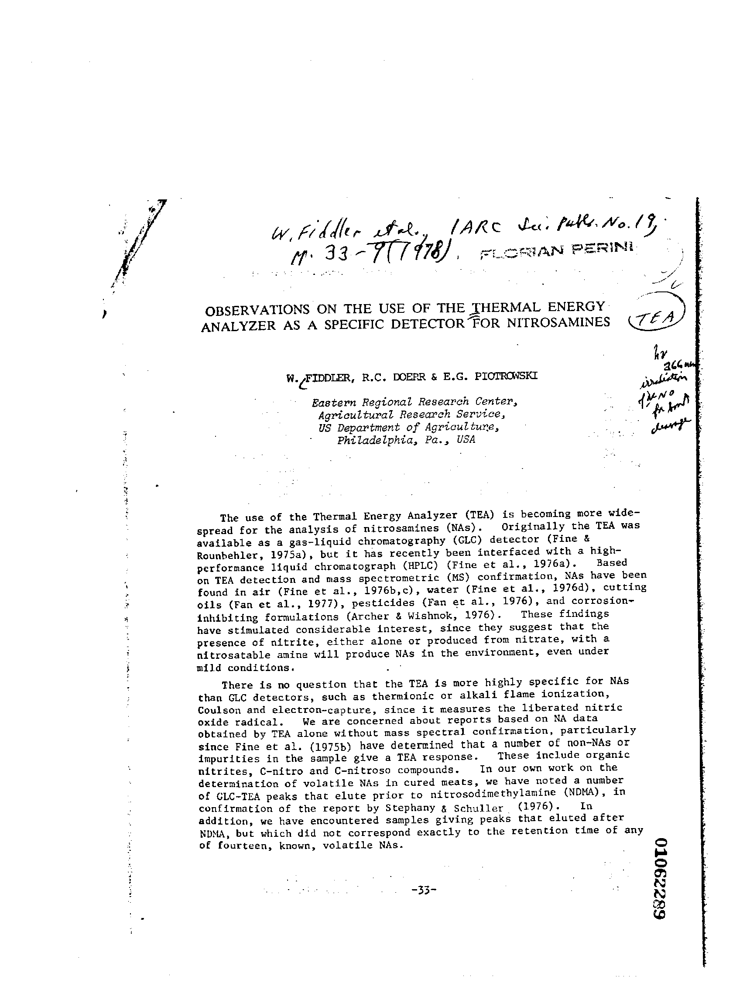 W. Fiddler et al., IARC Sci. Publ. No. 19,
pp. 33-9 (1978). FLORIAN PERINI
OBSERVATIONS ON THE USE OF THE THERMAL ENERGY
ANALYZER AS A SPECIFIC DETECTOR FOR NITROSAMINES
TEA
hν
366 nm
irradiation
cleavage
W. FIDDLER, R.C. DOERR & E.G. PIOTROWSKI
Eastern Regional Research Center,
Agricultural Research Service,
US Department of Agriculture,
Philadelphia, Pa., USA
The use of the Thermal Energy Analyzer (TEA) is becoming more wide-
spread for the analysis of nitrosamines (NAs). Originally the TEA was
available as a gas-liquid chromatography (GLC) detector (Fine &
Rounbehler, 1975a), but it has recently been interfaced with a high-
performance liquid chromatograph (HPLC) (Fine et al., 1976a). Based
on TEA detection and mass spectrometric (MS) confirmation, NAs have been
found in air (Fine et al., 1976b,c), water (Fine et al., 1976d), cutting
oils (Fan et al., 1977), pesticides (Fan et al., 1976), and corrosion-
inhibiting formulations (Archer & Wishnok, 1976). These findings
have stimulated considerable interest, since they suggest that the
presence of nitrite, either alone or produced from nitrate, with a
nitrosatable amine will produce NAs in the environment, even under
mild conditions.
There is no question that the TEA is more highly specific for NAs
than GLC detectors, such as thermionic or alkali flame ionization,
Coulson and electron-capture, since it measures the liberated nitric
oxide radical. We are concerned about reports based on NA data
obtained by TEA alone without mass spectral confirmation, particularly
since Fine et al. (1975b) have determined that a number of non-NAs or
impurities in the sample give a TEA response. These include organic
nitrites, C-nitro and C-nitroso compounds. In our own work on the
determination of volatile NAs in cured meats, we have noted a number
of GLC-TEA peaks that elute prior to nitrosodimethylamine (NDMA), in
confirmation of the report by Stephany & Schuller (1976). In
addition, we have encountered samples giving peaks that eluted after
NDMA, but which did not correspond exactly to the retention time of any
of fourteen, known, volatile NAs.
-33-
01062289